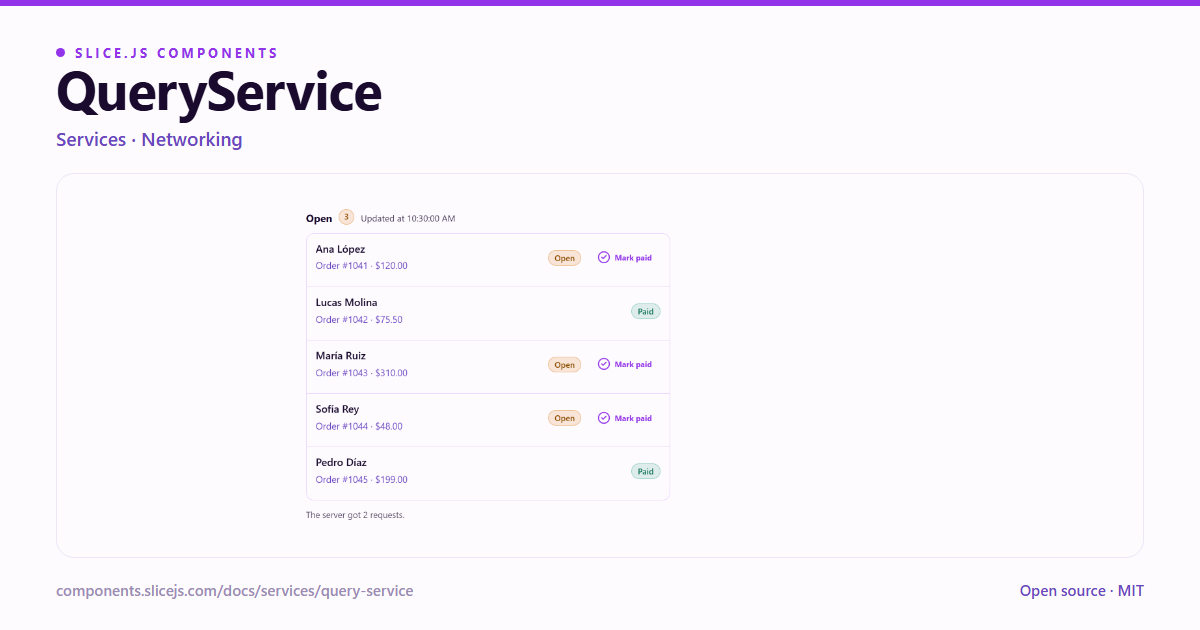 SLICE.JS COMPONENTS
QueryService
Services · Networking
Open 3 Updated at 10:30:00 AM
Ana López
Order #1041 · $120.00
Open Mark paid
Lucas Molina
Order #1042 · $75.50
Paid
María Ruiz
Order #1043 · $310.00
Open Mark paid
Sofía Rey
Order #1044 · $48.00
Open Mark paid
Pedro Díaz
Order #1045 · $199.00
Paid
The server got 2 requests.
components.slicejs.com/docs/services/query-service
Open source · MIT